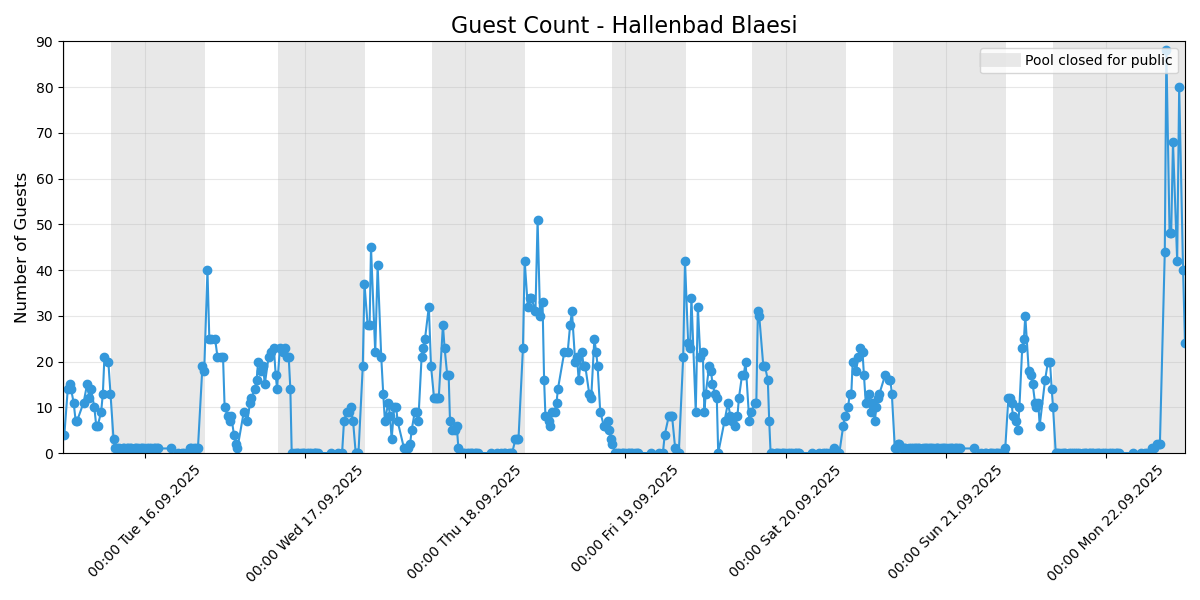 Guest Count - Hallenbad Blaesi
Pool closed for public
Number of Guests
90
80
70
60
50
40
30
20
10
0
00:00 Tue 16.09.2025
00:00 Wed 17.09.2025
00:00 Thu 18.09.2025
00:00 Fri 19.09.2025
00:00 Sat 20.09.2025
00:00 Sun 21.09.2025
00:00 Mon 22.09.2025